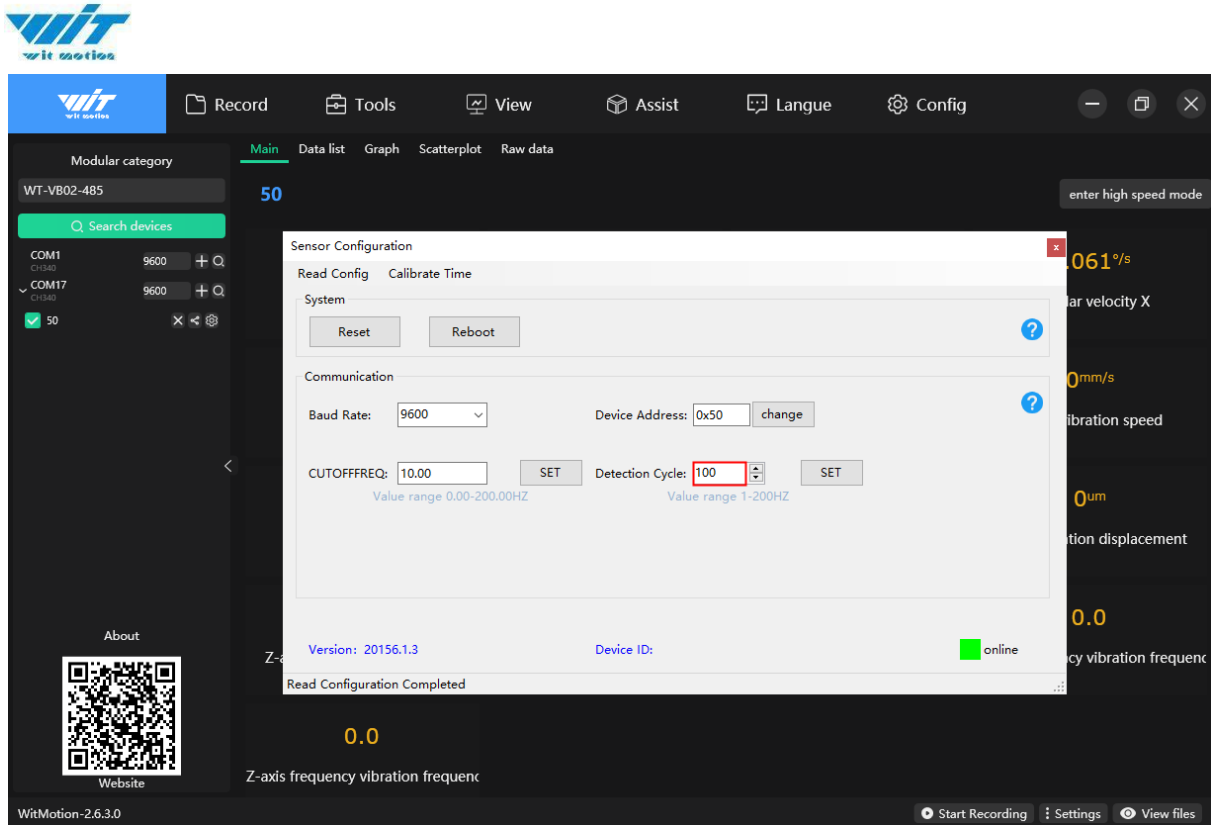 WiT
wit motion
WiT
wit motion
Record
Tools
View
Assist
Langue
Config
Modular category
WT-VB02-485
Search devices
COM1
CH340
9600
COM17
CH340
9600
50
About
Website
Main
Data list
Graph
Scatterplot
Raw data
50
enter high speed mode
Sensor Configuration
x
Read Config
Calibrate Time
System
Reset
Reboot
?
Communication
?
Baud Rate:
9600
Device Address:
0x50
change
CUTOFFFREQ:
10.00
SET
Detection Cycle:
100
SET
Value range 0.00-200.00HZ
Value range 1-200HZ
Version: 20156.1.3
Device ID:
online
Read Configuration Completed
.061°/s
lar velocity X
0mm/s
ibration speed
0um
tion displacement
0.0
cy vibration frequenc
Z-a
0.0
Z-axis frequency vibration frequenc
WitMotion-2.6.3.0
Start Recording
Settings
View files